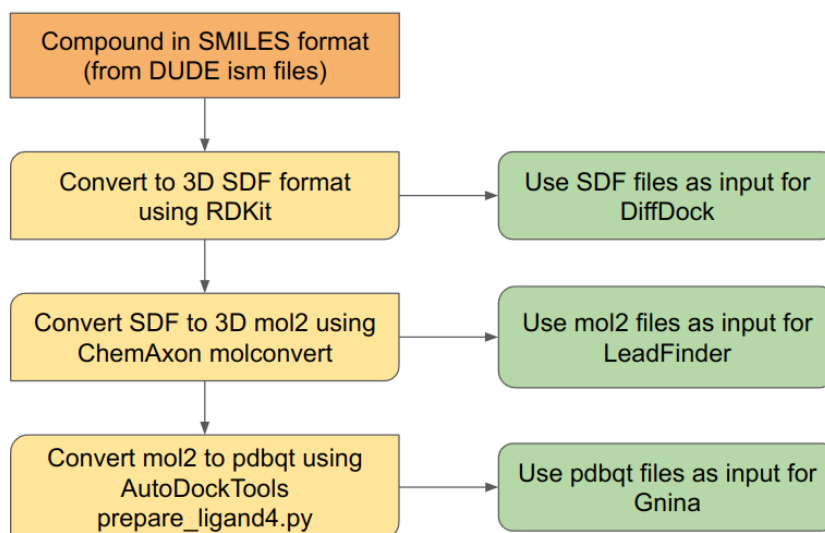 Compound in SMILES format
(from DUDE ism files)
Convert to 3D SDF format
using RDKit
Use SDF files as input for
DiffDock
Convert SDF to 3D mol2 using
ChemAxon molconvert
Use mol2 files as input for
LeadFinder
Convert mol2 to pdbqt using
AutoDockTools
prepare_ligand4.py
Use pdbqt files as input for
Gnina